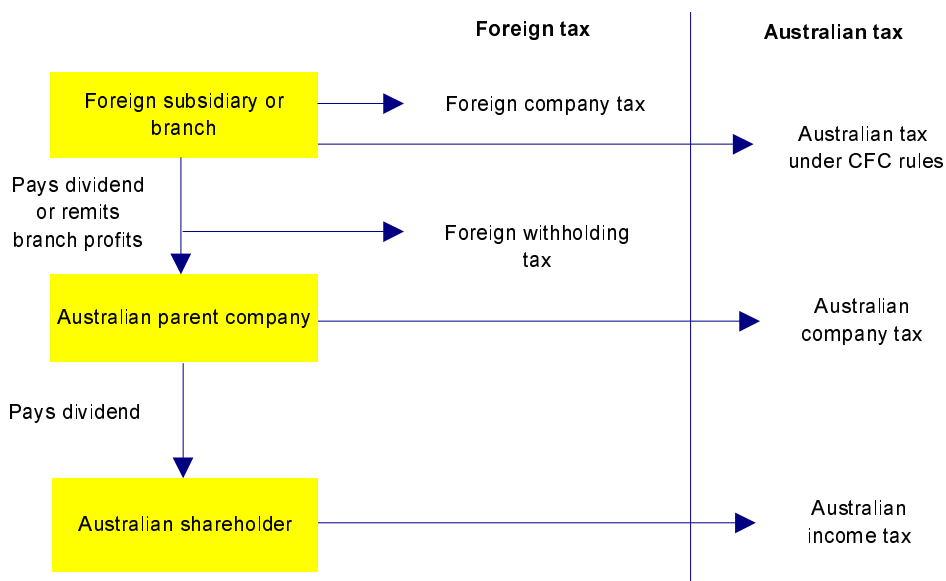 Foreign tax
Australian tax
Foreign subsidiary or
branch
Foreign company tax
Australian tax
under CFC rules
Pays dividend
or remits
branch profits
Foreign withholding
tax
Australian parent company
Australian
company tax
Pays dividend
Australian shareholder
Australian
income tax